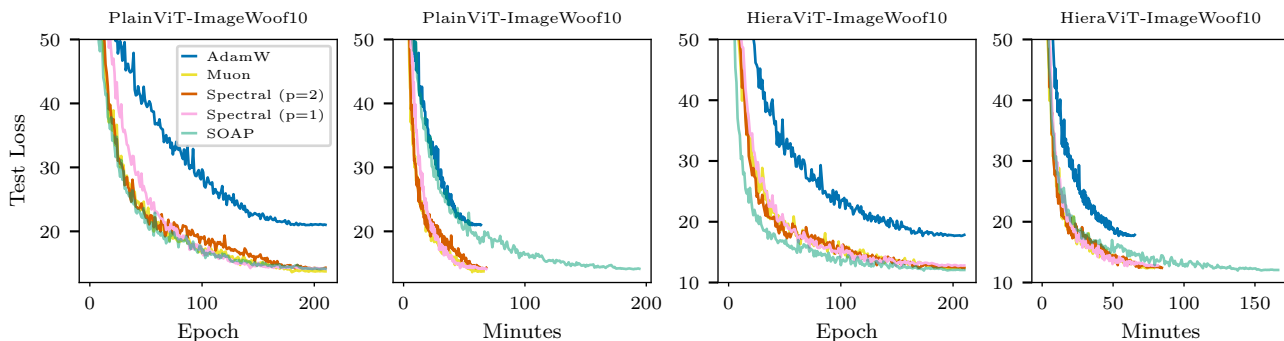 PlainViT-ImageWoof10
PlainViT-ImageWoof10
HieraViT-ImageWoof10
HieraViT-ImageWoof10
Test Loss
50
40
30
20
0
100
200
Epoch
AdamW
Muon
Spectral (p=2)
Spectral (p=1)
SOAP
50
40
30
20
0
100
200
Minutes
50
40
30
20
10
0
100
200
Epoch
50
40
30
20
10
0
50
100
150
Minutes